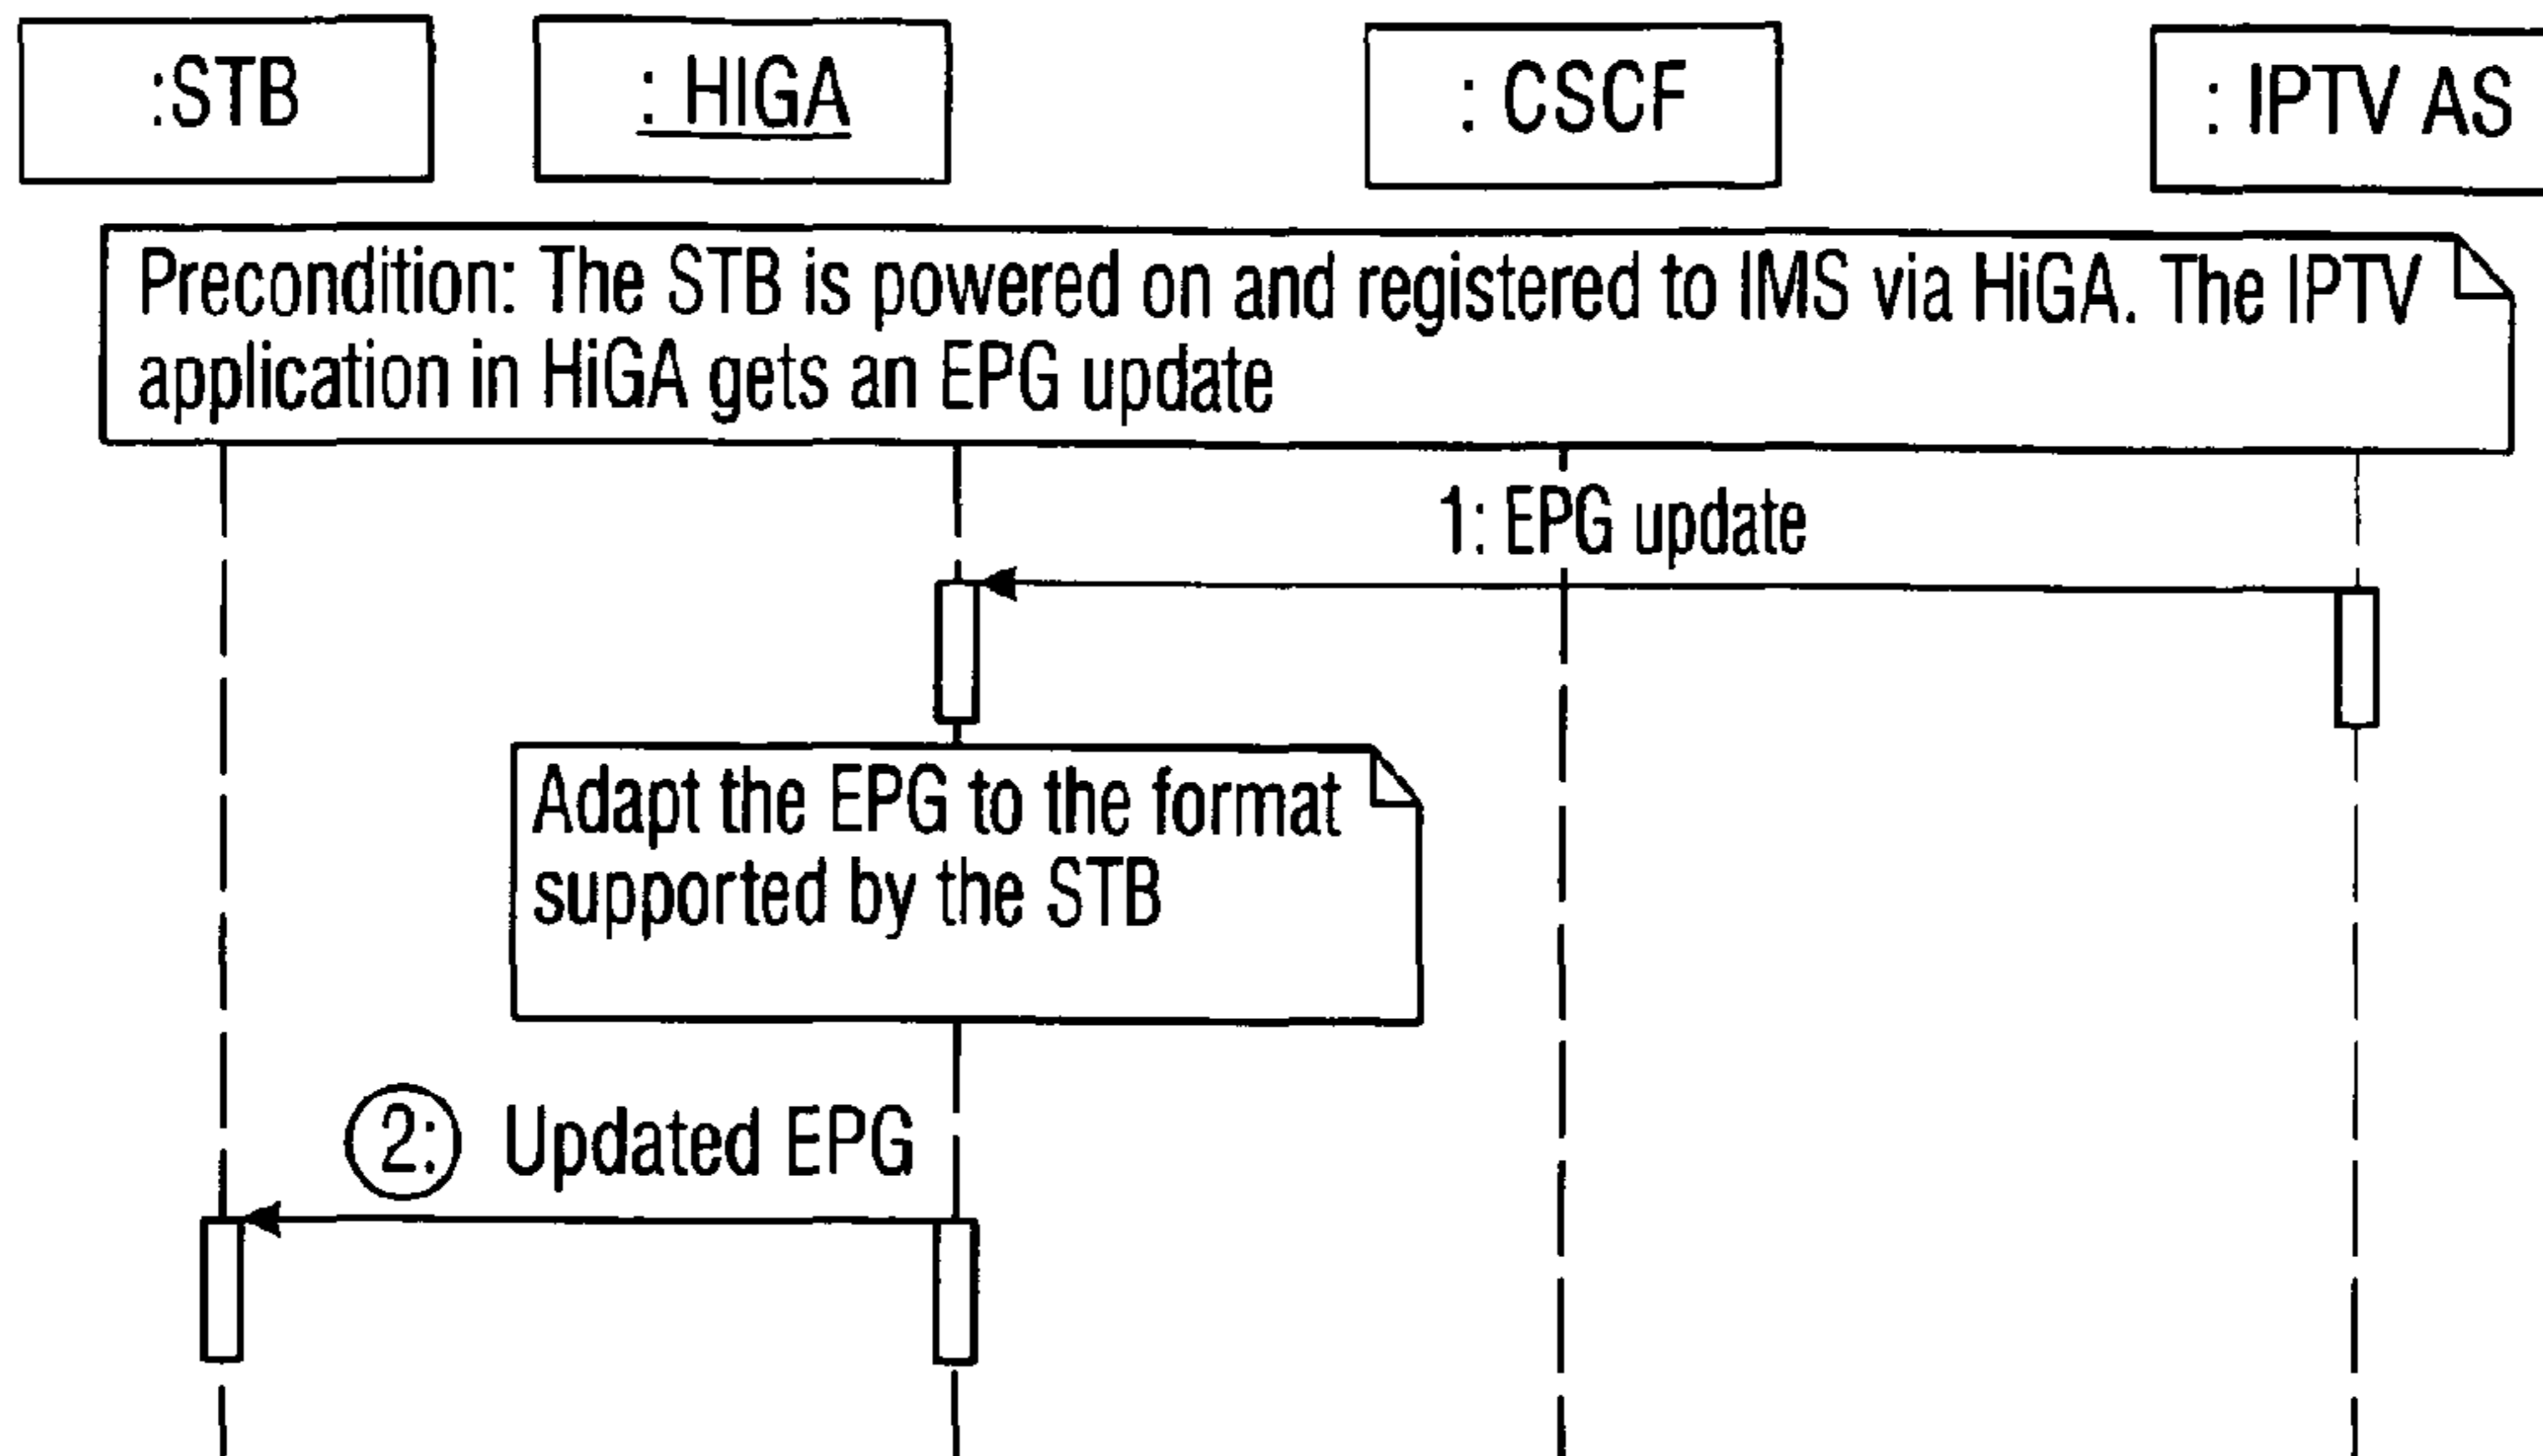 :STB
: HIGA
: CSCF
: IPTV AS
Precondition: The STB is powered on and registered to IMS via HiGA. The IPTV
application in HiGA gets an EPG update
1: EPG update
Adapt the EPG to the format
supported by the STB
2: Updated EPG